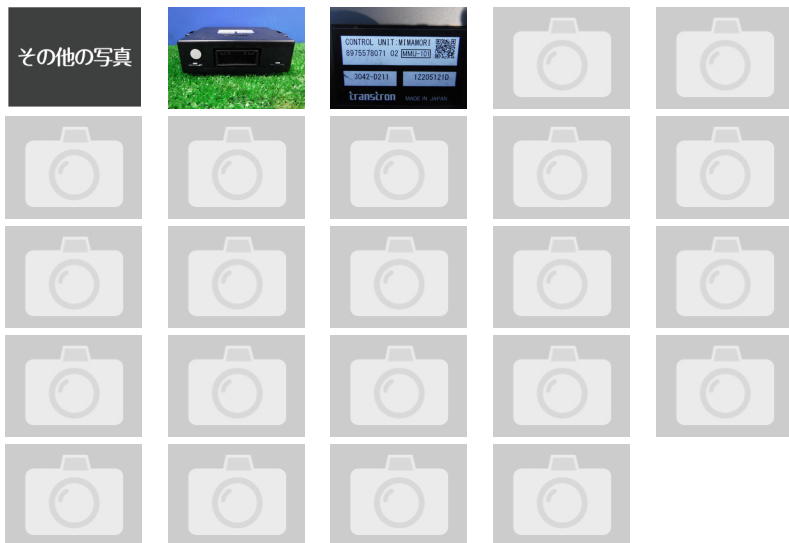 その他の写真
CONTROL UNIT:MIMAMORI
8975578071 02 MMU-101
3042-D211
12205121D
transtron
MADE IN JAPAN